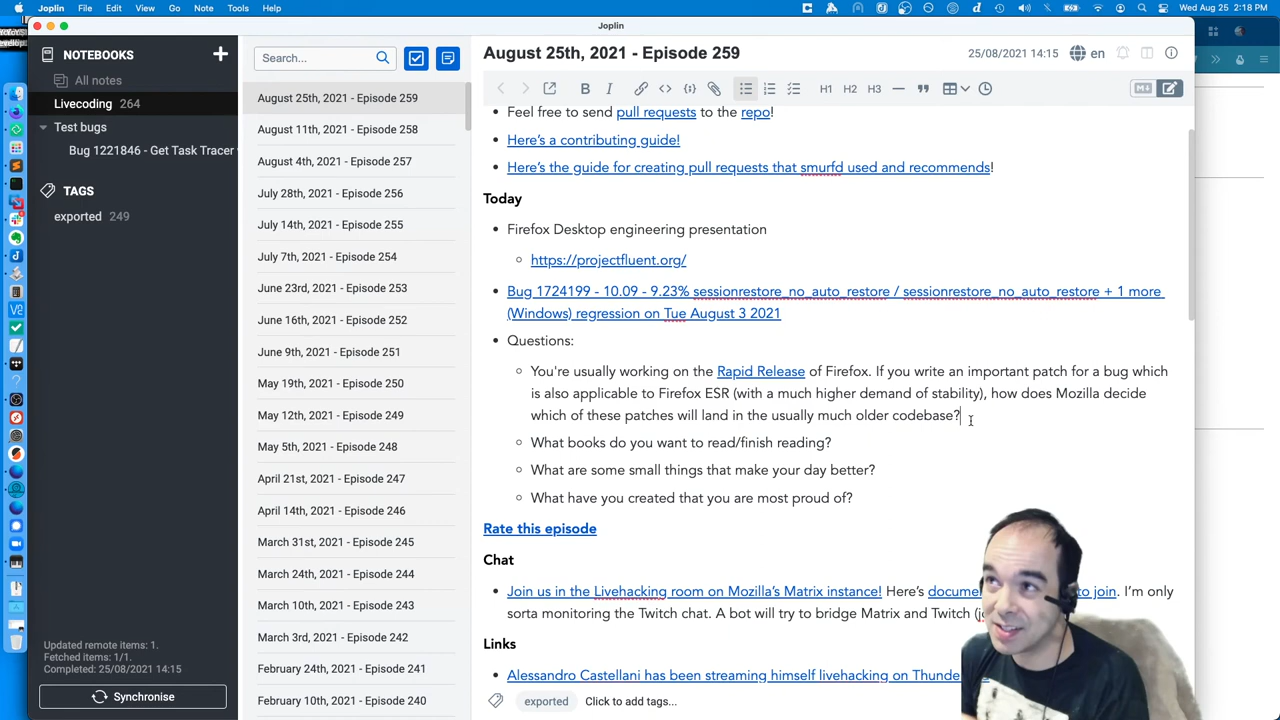 Joplin File Edit View Go Note Tools Help
Wed Aug 25 2:18 PM
Joplin
NOTEBOOKS
All notes
Livecoding 264
Test bugs
Bug 1221846 - Get Task Tracer
TAGS
exported 249
Updated remote items: 1.
Fetched items: 1/1.
Completed: 25/08/2021 14:15
Synchronise
Search...
August 25th, 2021 - Episode 259
August 11th, 2021 - Episode 258
August 4th, 2021 - Episode 257
July 28th, 2021 - Episode 256
July 14th, 2021 - Episode 255
July 7th, 2021 - Episode 254
June 23rd, 2021 - Episode 253
June 16th, 2021 - Episode 252
June 9th, 2021 - Episode 251
May 19th, 2021 - Episode 250
May 12th, 2021 - Episode 249
May 5th, 2021 - Episode 248
April 21st, 2021 - Episode 247
April 14th, 2021 - Episode 246
March 31st, 2021 - Episode 245
March 24th, 2021 - Episode 244
March 10th, 2021 - Episode 243
March 3rd, 2021 - Episode 242
February 24th, 2021 - Episode 241
February 10th, 2021 - Episode 240
August 25th, 2021 - Episode 259
25/08/2021 14:15 en
B I H1 H2 H3
Feel free to send pull requests to the repo!
Here's a contributing guide!
Here's the guide for creating pull requests that smurfd used and recommends!
Today
Firefox Desktop engineering presentation
https://projectfluent.org/
Bug 1724199 - 10.09 - 9.23% sessionrestore_no_auto_restore / sessionrestore_no_auto_restore + 1 more
(Windows) regression on Tue August 3 2021
Questions:
You're usually working on the Rapid Release of Firefox. If you write an important patch for a bug which
is also applicable to Firefox ESR (with a much higher demand of stability), how does Mozilla decide
which of these patches will land in the usually much older codebase?
What books do you want to read/finish reading?
What are some small things that make your day better?
What have you created that you are most proud of?
Rate this episode
Chat
Join us in the Livehacking room on Mozilla's Matrix instance! Here's docume to join. I'm only
sorta monitoring the Twitch chat. A bot will try to bridge Matrix and Twitch
Links
Alessandro Castellani has been streaming himself livehacking on Thunde
exported Click to add tags...